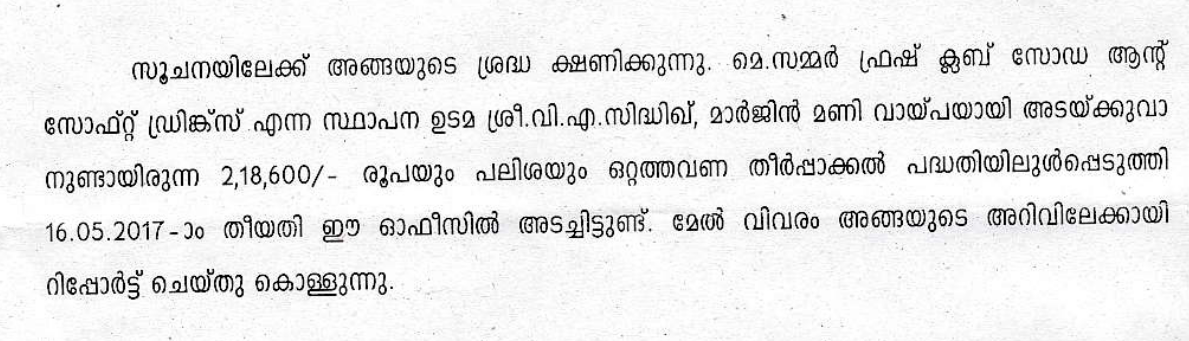 സൂചനയിലേക്ക് അങ്ങയുടെ ശ്രദ്ധ ക്ഷണിക്കുന്നു. മെ.സമ്മർ ഫ്രഷ് ക്ലബ് സോഡ ആന്റ്
സോഫ്റ്റ് ഡ്രിങ്ക്സ് എന്ന സ്ഥാപന ഉടമ ശ്രീ.വി.എ.സിദ്ധിഖ്, മാർജിൻ മണി വായ്പയായി അടയ്ക്കുവാ
നുണ്ടായിരുന്ന 2,18,600/- രൂപയും പലിശയും ഒറ്റത്തവണ തീർപ്പാക്കൽ പദ്ധതിയിലുൾപ്പെടുത്തി
16.05.2017-ാം തീയതി ഈ ഓഫീസിൽ അടച്ചിട്ടുണ്ട്. മേൽ വിവരം അങ്ങയുടെ അറിവിലേക്കായി
റിപ്പോർട്ട് ചെയ്തു കൊള്ളുന്നു.